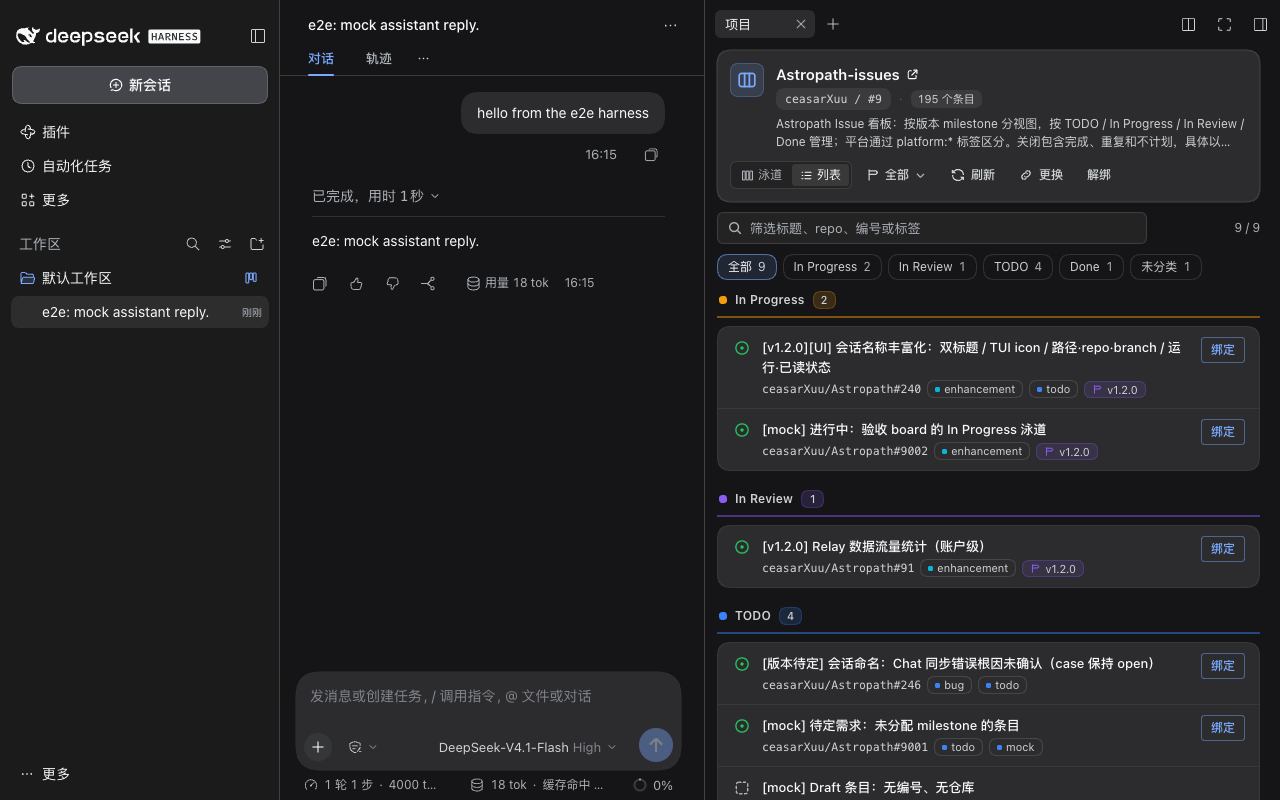 deepseek HARNESS
新会话
插件
自动化任务
更多
工作区
默认工作区
e2e: mock assistant reply. 刚刚
更多
e2e: mock assistant reply.
对话 轨迹
hello from the e2e harness
16:15
已完成，用时 1 秒
e2e: mock assistant reply.
用量 18 tok 16:15
发消息或创建任务, / 调用指令, @ 文件或对话
DeepSeek-V4.1-Flash High
1 轮 1 步 · 4000 t... 18 tok · 缓存命中 ... 0%
项目
Astropath-issues
ceasarXuu / #9 · 195 个条目
Astropath Issue 看板：按版本 milestone 分视图，按 TODO / In Progress / In Review /
Done 管理；平台通过 platform:* 标签区分。关闭包含完成、重复和不计划，具体以...
泳道 列表 全部 刷新 更换 解绑
筛选标题、repo、编号或标签 9 / 9
全部 9 In Progress 2 In Review 1 TODO 4 Done 1 未分类 1
In Progress 2
[v1.2.0][UI] 会话名称丰富化：双标题 / TUI icon / 路径·repo·branch / 运
行·已读状态
绑定
ceasarXuu/Astropath#240 enhancement todo v1.2.0
[mock] 进行中：验收 board 的 In Progress 泳道
绑定
ceasarXuu/Astropath#9002 enhancement v1.2.0
In Review 1
[v1.2.0] Relay 数据流量统计（账户级）
绑定
ceasarXuu/Astropath#91 enhancement v1.2.0
TODO 4
[版本待定] 会话命名：Chat 同步错误根因未确认（case 保持 open）
绑定
ceasarXuu/Astropath#246 bug todo
[mock] 待定需求：未分配 milestone 的条目
绑定
ceasarXuu/Astropath#9001 todo mock
[mock] Draft 条目：无编号、无仓库